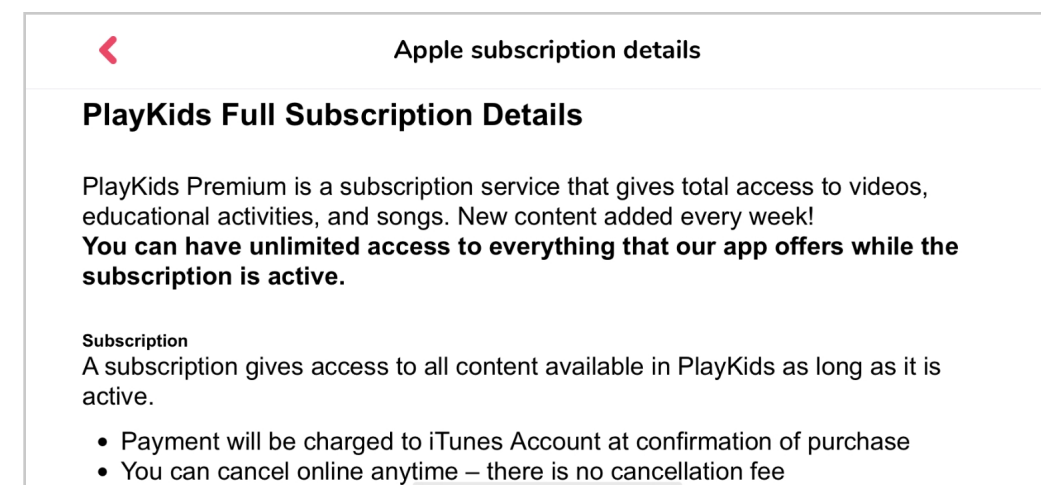 Apple subscription details
PlayKids Full Subscription Details
PlayKids Premium is a subscription service that gives total access to videos,
educational activities, and songs. New content added every week!
You can have unlimited access to everything that our app offers while the
subscription is active.
Subscription
A subscription gives access to all content available in PlayKids as long as it is
active.
• Payment will be charged to iTunes Account at confirmation of purchase
• You can cancel online anytime – there is no cancellation fee